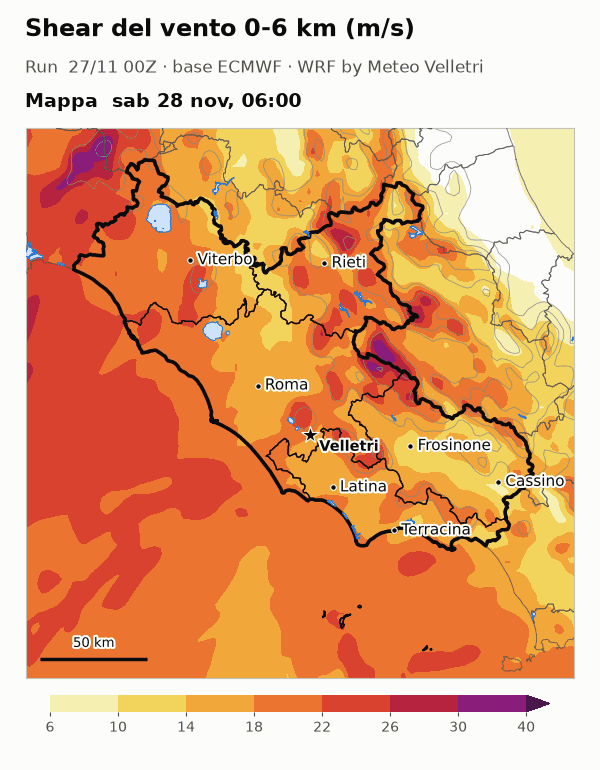 Shear del vento 0-6 km (m/s)
Run  27/11 00Z · base ECMWF · WRF by Meteo Velletri
Mappa  sab 28 nov, 06:00
Viterbo
Rieti
Roma
Velletri
Frosinone
Cassino
Latina
Terracina
50 km
6 10 14 18 22 26 30 40